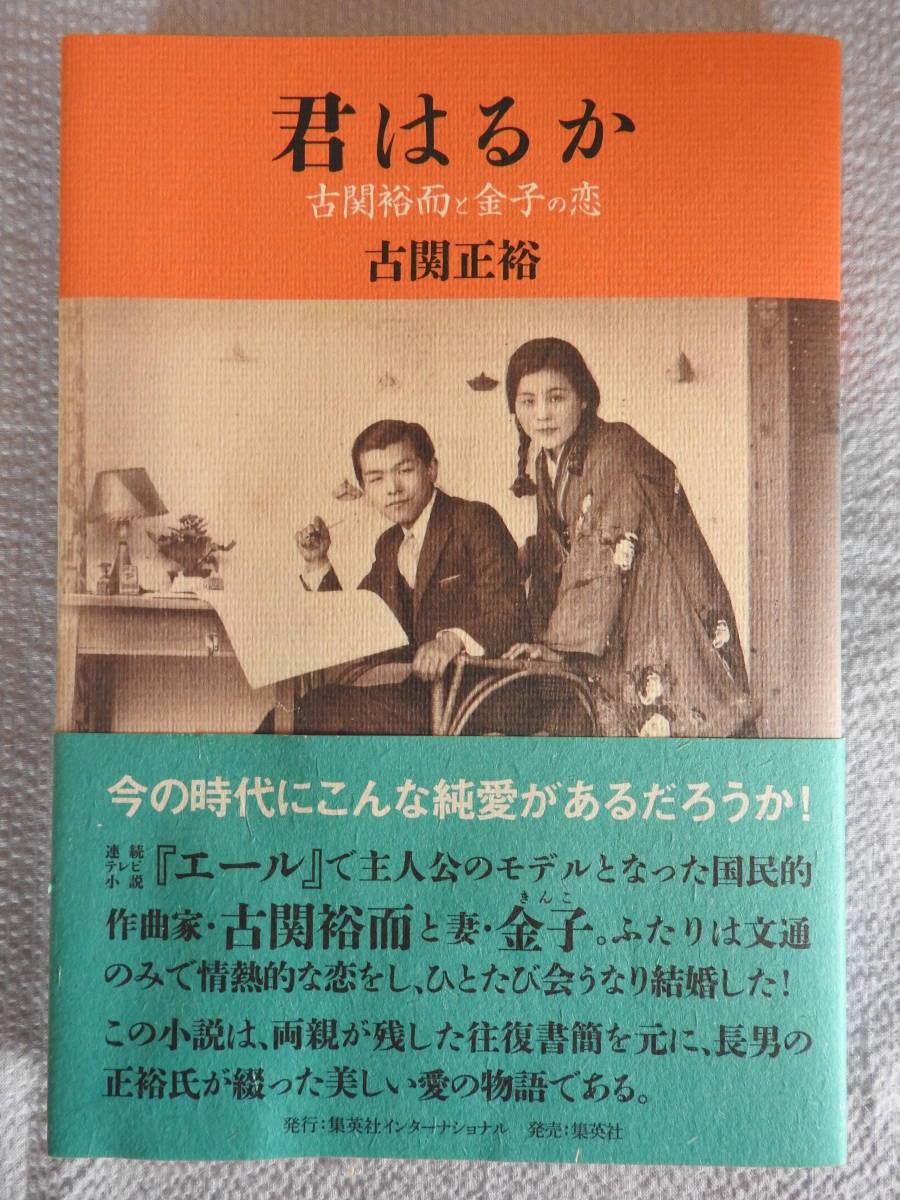 君はるか
古関裕而と金子の恋
古関正裕
今の時代にこんな純愛があるだろうか！
連続テレビ小説『エール』で主人公のモデルとなった国民的
作曲家・古関裕而と妻・金子。ふたりは文通
きんこ
のみで情熱的な恋をし、ひとたび会うなり結婚した！
この小説は、両親が残した往復書簡を元に、長男の
正裕氏が綴った美しい愛の物語である。
発行：集英社インターナショナル　発売：集英社